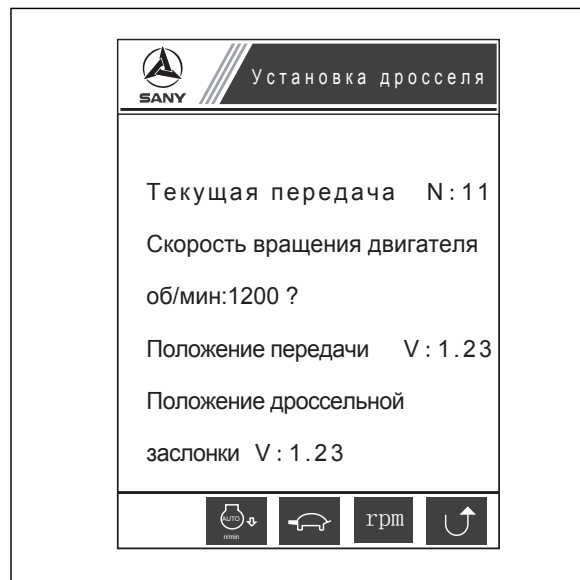 SANY
Установка дросселя
Текущая передача N:11
Скорость вращения двигателя
об/мин:1200 ?
Положение передачи V:1.23
Положение дроссельной
заслонки V:1.23
AUTO
n/min
rpm